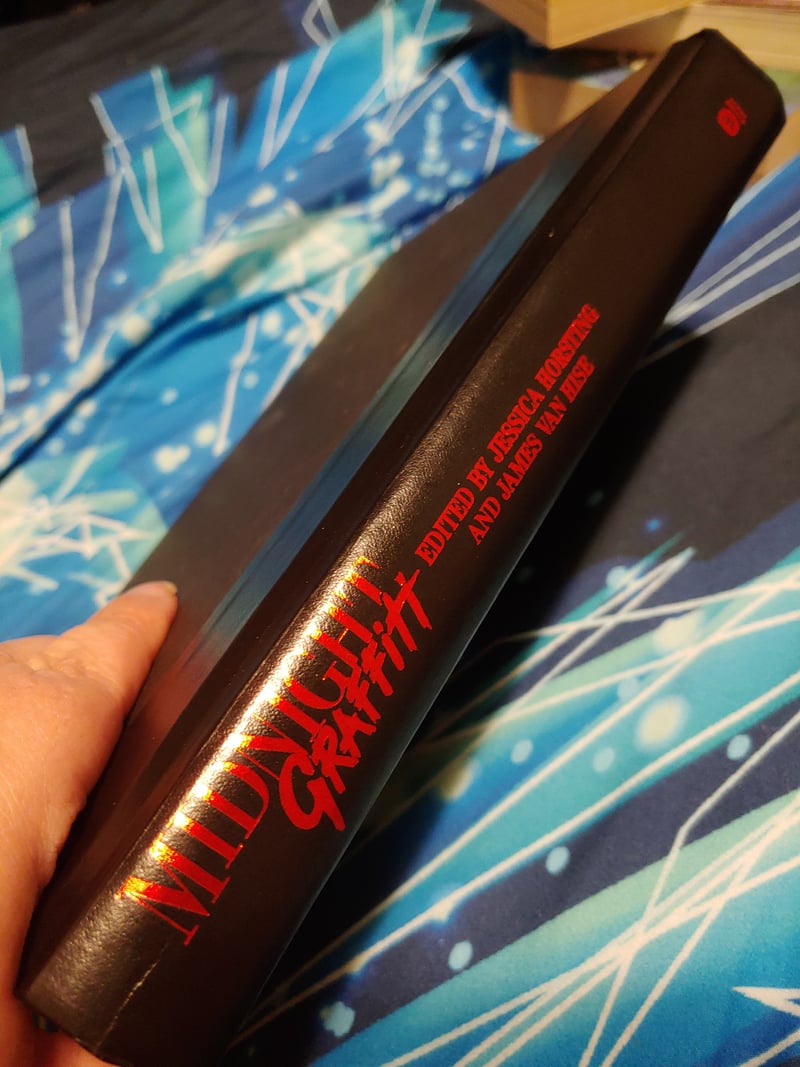 MIDNIGHT
GRAFFITI
EDITED BY JESSICA HORSTING
AND JAMES VAN HISE